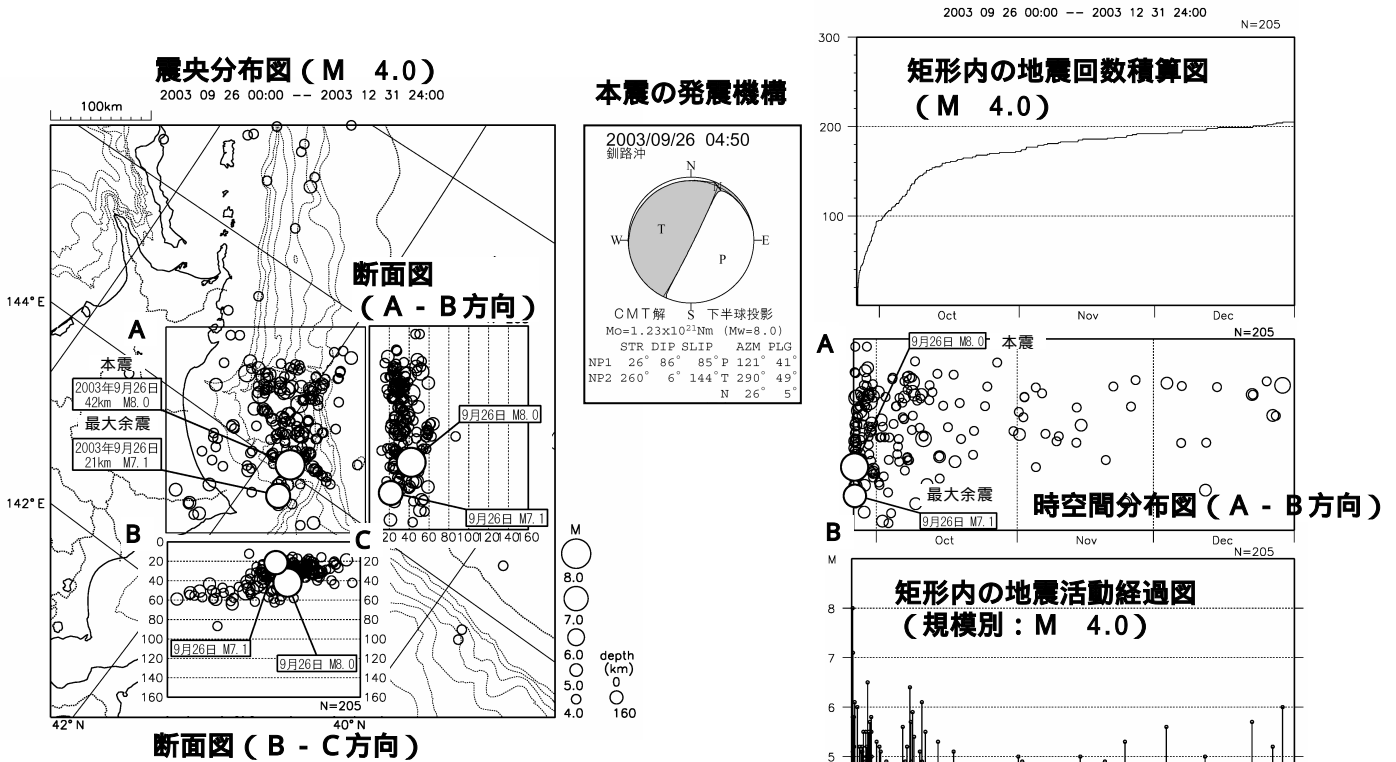 震央分布図（M　4.0）
2003 09 26 00:00 -- 2003 12 31 24:00
100km
144°E
142°E
42°N
40°N
A
本震
2003年9月26日
42km M8.0
最大余震
2003年9月26日
21km M7.1
B
C
断面図
（A - B方向）
9月26日 M8.0
9月26日 M7.1
20 40 60 80 100 120 140 160
0
20 20
40 40
60 60
80 80
100 100
120 120
140 140
160 160
9月26日 M7.1
9月26日 M8.0
N=205
断面図（B - C方向）
M
8.0
7.0
6.0
5.0
4.0
depth
(km)
0
160
本震の発震機構
2003/09/26 04:50
釧路沖
N
N
T
W
E
P
CMT解 S 下半球投影
Mo=1.23x10²¹Nm (Mw=8.0)
STR DIP SLIP AZM PLG
NP1 26° 86° 85° P 121° 41°
NP2 260° 6° 144° T 290° 49°
N 26° 5°
2003 09 26 00:00 -- 2003 12 31 24:00
N=205
矩形内の地震回数積算図
（M　4.0）
300
200
100
Oct Nov Dec
N=205
A
9月26日 M8.0 本震
最大余震
9月26日 M7.1
時空間分布図（A - B方向）
B
Oct Nov Dec
N=205
M
矩形内の地震活動経過図
（規模別：M　4.0）
8
7
6
5